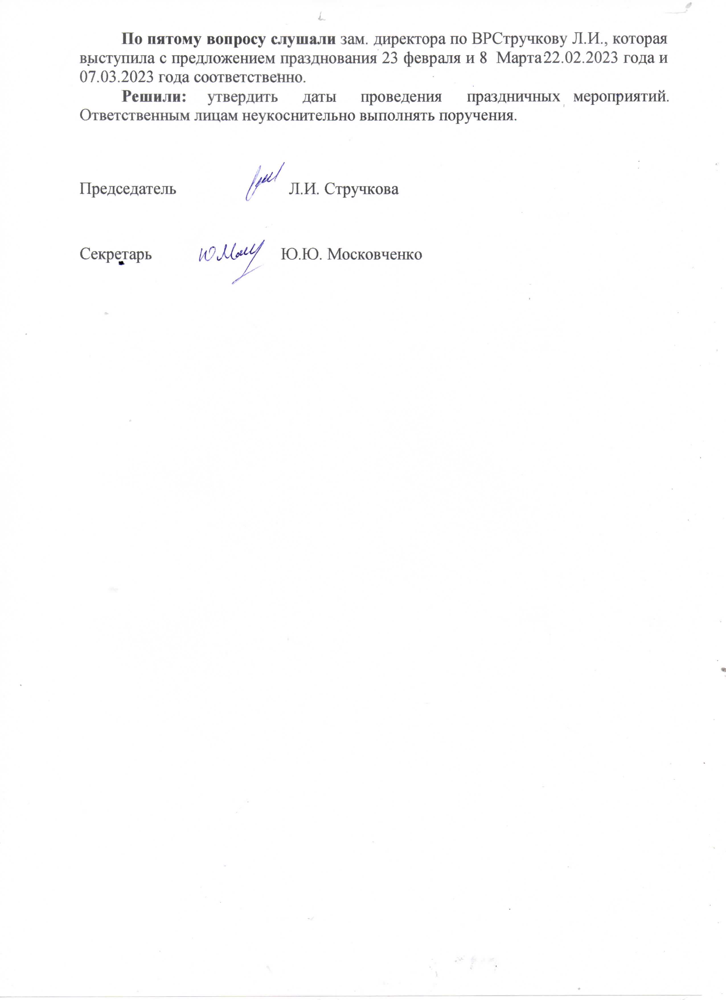 По пятому вопросу слушали зам. директора по ВРСтручкову Л.И., которая
выступила с предложением празднования 23 февраля и 8 Марта22.02.2023 года и
07.03.2023 года соответственно.
Решили: утвердить даты проведения праздничных мероприятий.
Ответственным лицам неукоснительно выполнять поручения.
Председатель Л.И. Стручкова
Секретарь Ю.Ю. Московченко